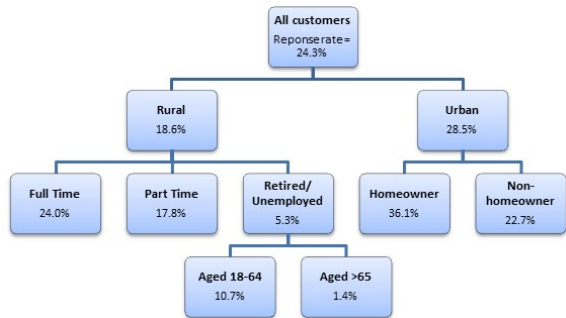 All customers
Reponserate=
24.3%
Rural
18.6%
Urban
28.5%
Full Time
24.0%
Part Time
17.8%
Retired/
Unemployed
5.3%
Homeowner
36.1%
Non-
homeowner
22.7%
Aged 18-64
10.7%
Aged >65
1.4%